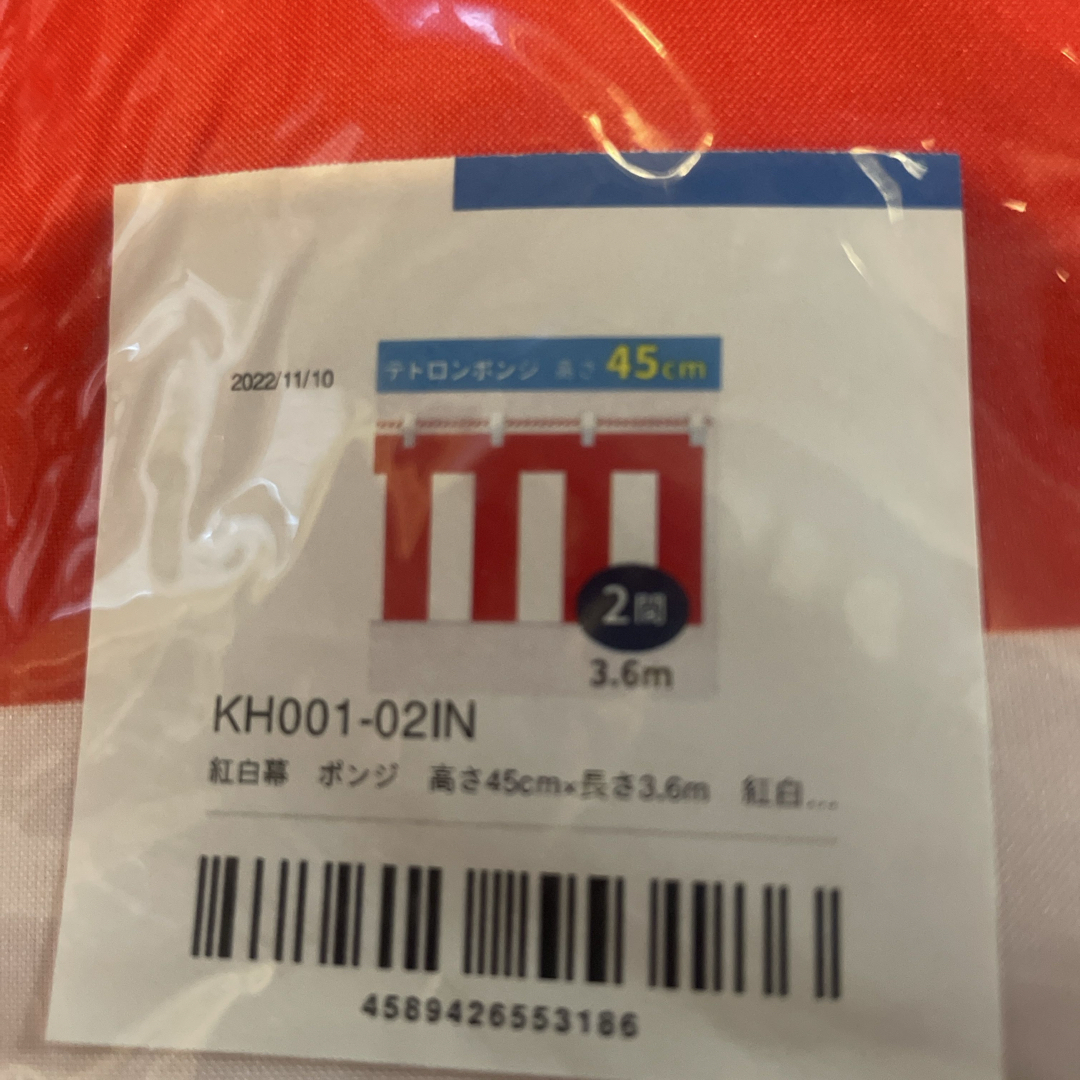 テトロンポンジ 高さ 45cm
2022/11/10
2間
3.6m
KH001-02IN
紅白幕 ポンジ 高さ45cm×長さ3.6m 紅白...
4589426553186